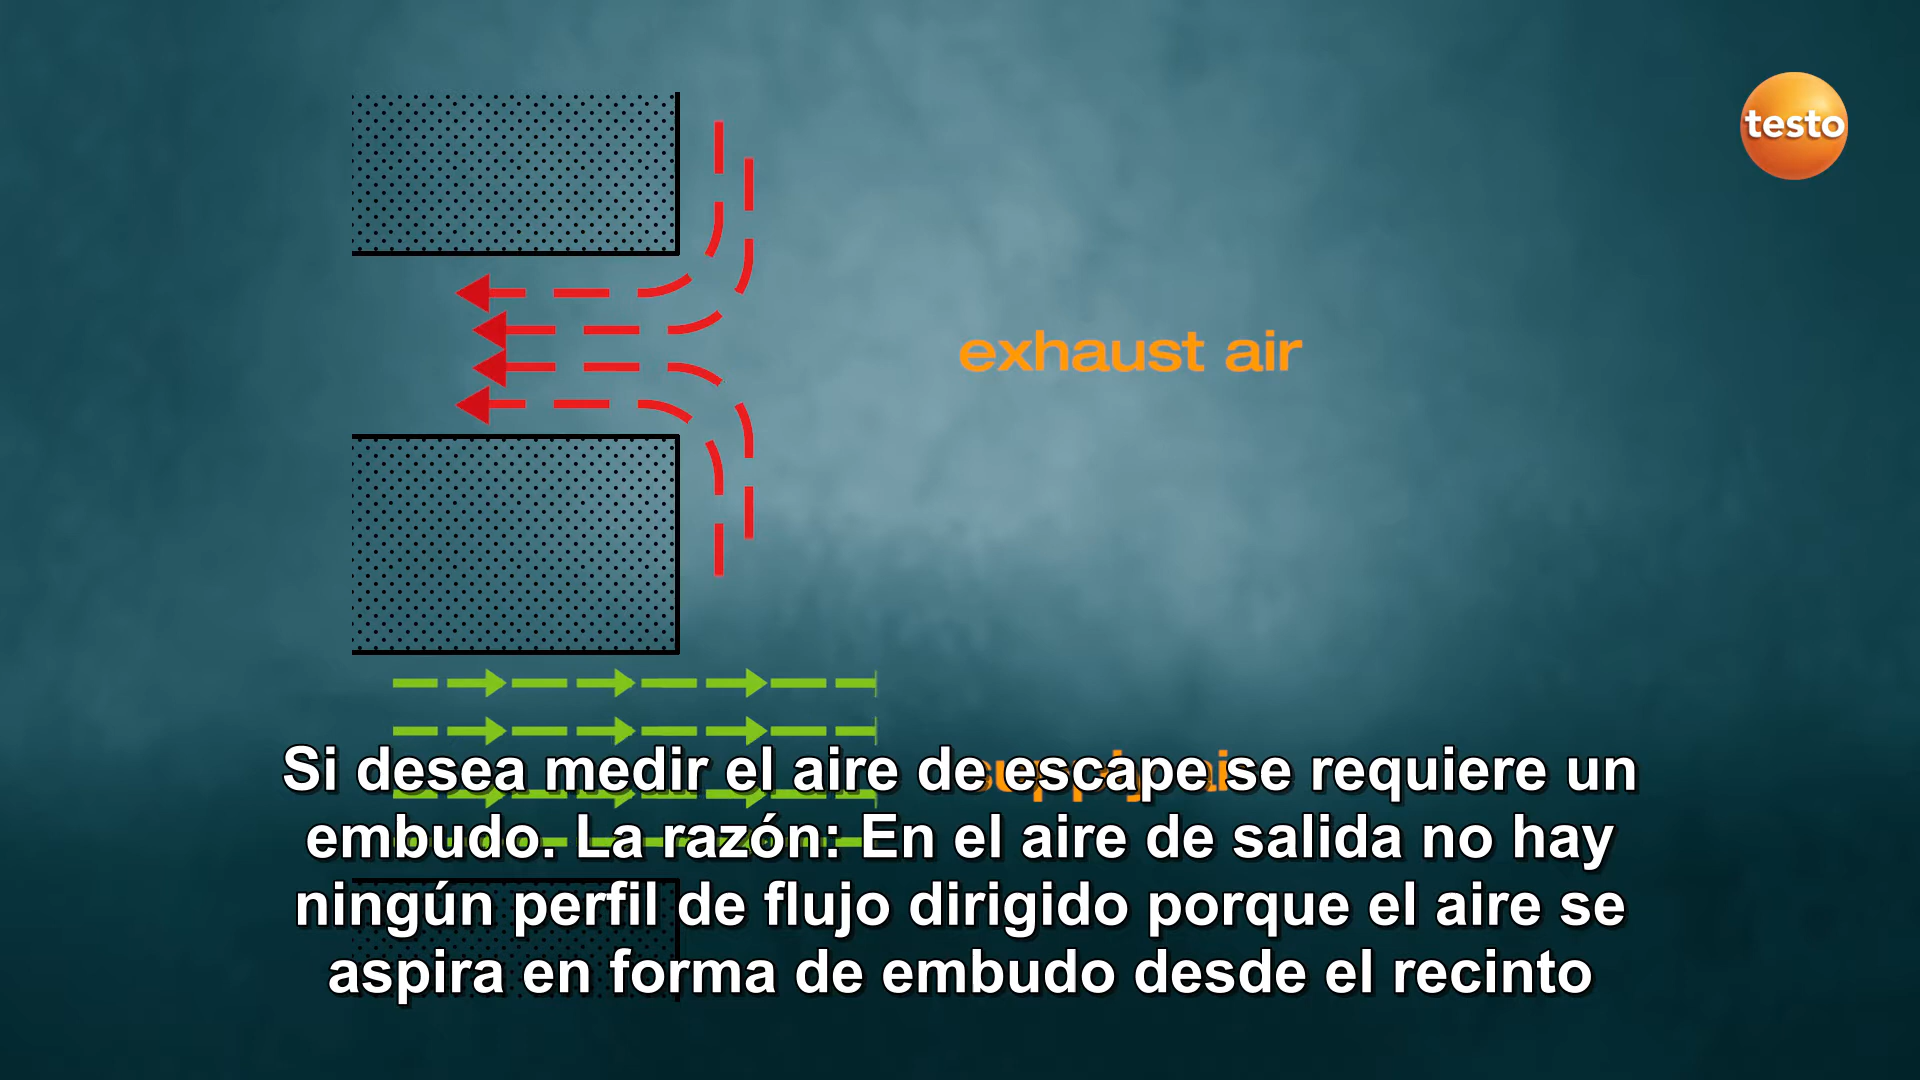 testo
exhaust air
supply air
Si desea medir el aire de escape se requiere un
embudo. La razón: En el aire de salida no hay
ningún perfil de flujo dirigido porque el aire se
aspira en forma de embudo desde el recinto